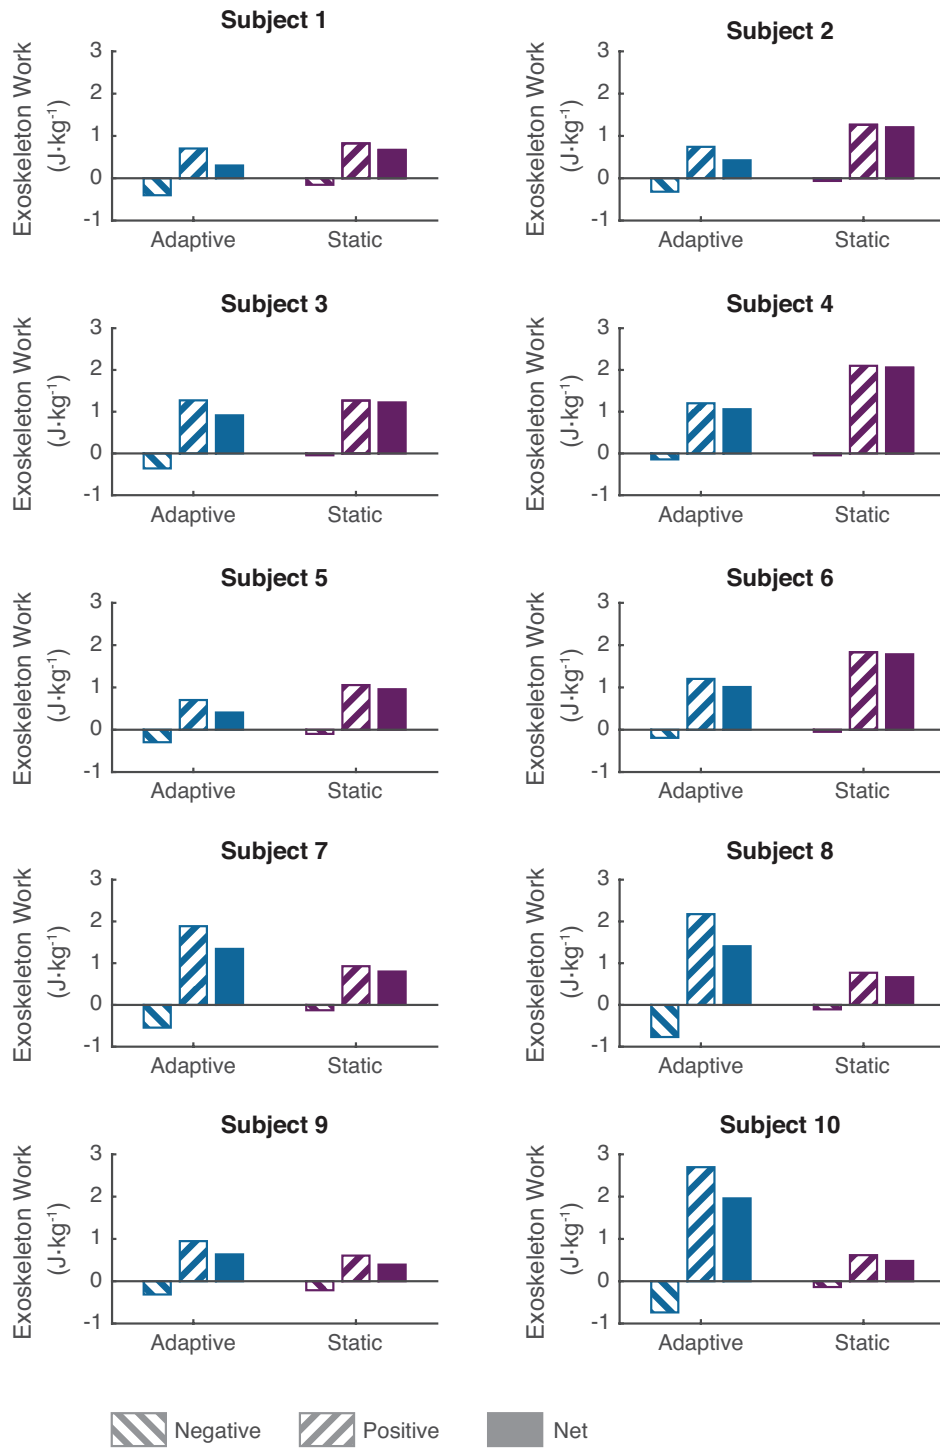 Subject 1
Exoskeleton Work
(J·kg⁻¹)
3
2
1
0
-1
Adaptive
Static
Subject 2
Exoskeleton Work
(J·kg⁻¹)
3
2
1
0
-1
Adaptive
Static
Subject 3
Exoskeleton Work
(J·kg⁻¹)
3
2
1
0
-1
Adaptive
Static
Subject 4
Exoskeleton Work
(J·kg⁻¹)
3
2
1
0
-1
Adaptive
Static
Subject 5
Exoskeleton Work
(J·kg⁻¹)
3
2
1
0
-1
Adaptive
Static
Subject 6
Exoskeleton Work
(J·kg⁻¹)
3
2
1
0
-1
Adaptive
Static
Subject 7
Exoskeleton Work
(J·kg⁻¹)
3
2
1
0
-1
Adaptive
Static
Subject 8
Exoskeleton Work
(J·kg⁻¹)
3
2
1
0
-1
Adaptive
Static
Subject 9
Exoskeleton Work
(J·kg⁻¹)
3
2
1
0
-1
Adaptive
Static
Subject 10
Exoskeleton Work
(J·kg⁻¹)
3
2
1
0
-1
Adaptive
Static
Negative
Positive
Net